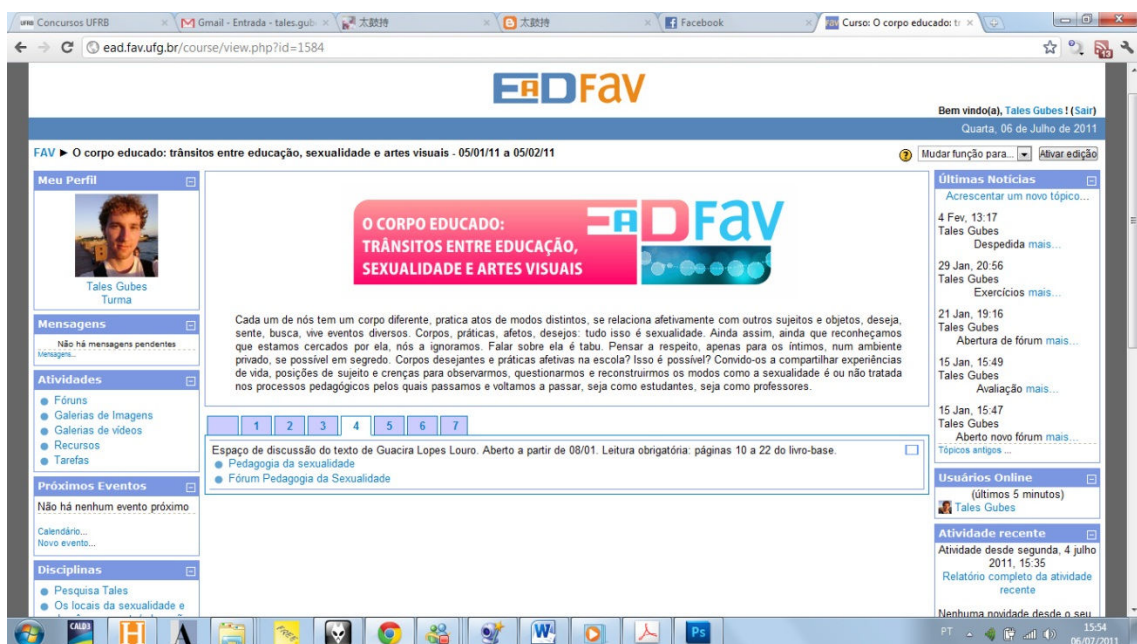 Concursos UFRB
Gmail - Entrada - tales.gub
太鼓持
太鼓持
Facebook
Curso: O corpo educado: tr
ead.fav.ufg.br/course/view.php?id=1584
EADFaV
Bem vindo(a), Tales Gubes ! (Sair)
Quarta, 06 de Julho de 2011
FAV ► O corpo educado: trânsitos entre educação, sexualidade e artes visuais - 05/01/11 a 05/02/11
Mudar função para...
Ativar edição
Meu Perfil
Tales Gubes
Turma
Mensagens
Não há mensagens pendentes
Mensagens...
Atividades
Fóruns
Galerias de Imagens
Galerias de vídeos
Recursos
Tarefas
Próximos Eventos
Não há nenhum evento próximo
Calendário...
Novo evento...
Disciplinas
Pesquisa Tales
Os locais da sexualidade e
O CORPO EDUCADO:
TRÂNSITOS ENTRE EDUCAÇÃO,
SEXUALIDADE E ARTES VISUAIS
EADFaV
Cada um de nós tem um corpo diferente, pratica atos de modos distintos, se relaciona afetivamente com outros sujeitos e objetos, deseja,
sente, busca, vive eventos diversos. Corpos, práticas, afetos, desejos: tudo isso é sexualidade. Ainda assim, ainda que reconheçamos
que estamos cercados por ela, nós a ignoramos. Falar sobre ela é tabu. Pensar a respeito, apenas para os íntimos, num ambiente
privado, se possível em segredo. Corpos desejantes e práticas afetivas na escola? Isso é possível? Convido-os a compartilhar experiências
de vida, posições de sujeito e crenças para observarmos, questionarmos e reconstruirmos os modos como a sexualidade é ou não tratada
nos processos pedagógicos pelos quais passamos e voltamos a passar, seja como estudantes, seja como professores.
1 2 3 4 5 6 7
Espaço de discussão do texto de Guacira Lopes Louro. Aberto a partir de 08/01. Leitura obrigatória: páginas 10 a 22 do livro-base.
Pedagogia da sexualidade
Fórum Pedagogia da Sexualidade
Últimas Notícias
Acrescentar um novo tópico...
4 Fev, 13:17
Tales Gubes
Despedida mais...
29 Jan, 20:56
Tales Gubes
Exercícios mais...
21 Jan, 19:16
Tales Gubes
Abertura de fórum mais...
15 Jan, 15:49
Tales Gubes
Avaliação mais...
15 Jan, 15:47
Tales Gubes
Aberto novo fórum mais...
Tópicos antigos ...
Usuários Online
(últimos 5 minutos)
Tales Gubes
Atividade recente
Atividade desde segunda, 4 julho
2011, 15:35
Relatório completo da atividade
recente
Nenhuma novidade desde o seu
CALD3
FREE
Ps
PT
15:54
06/07/2011